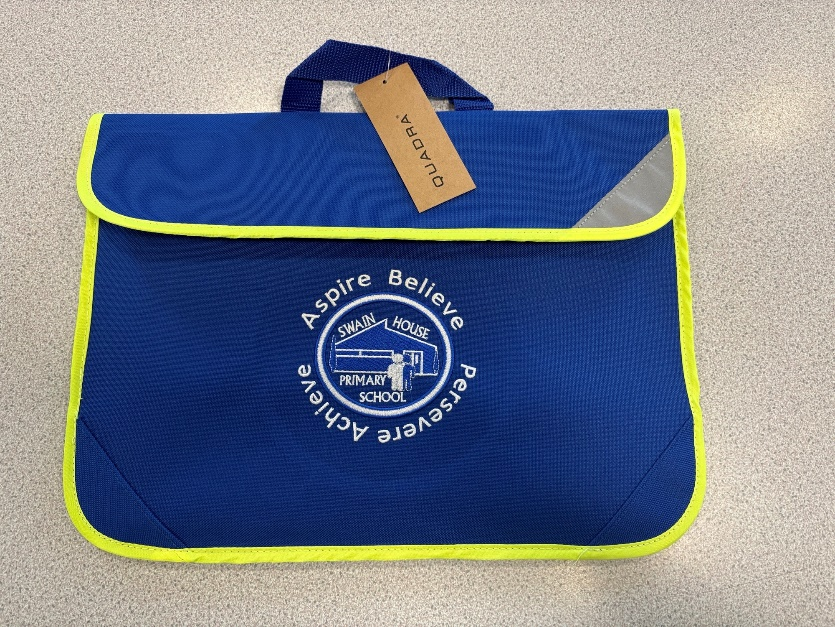 QUADRA
Aspire Believe
Persevere Achieve
SWAIN HOUSE
PRIMARY
SCHOOL